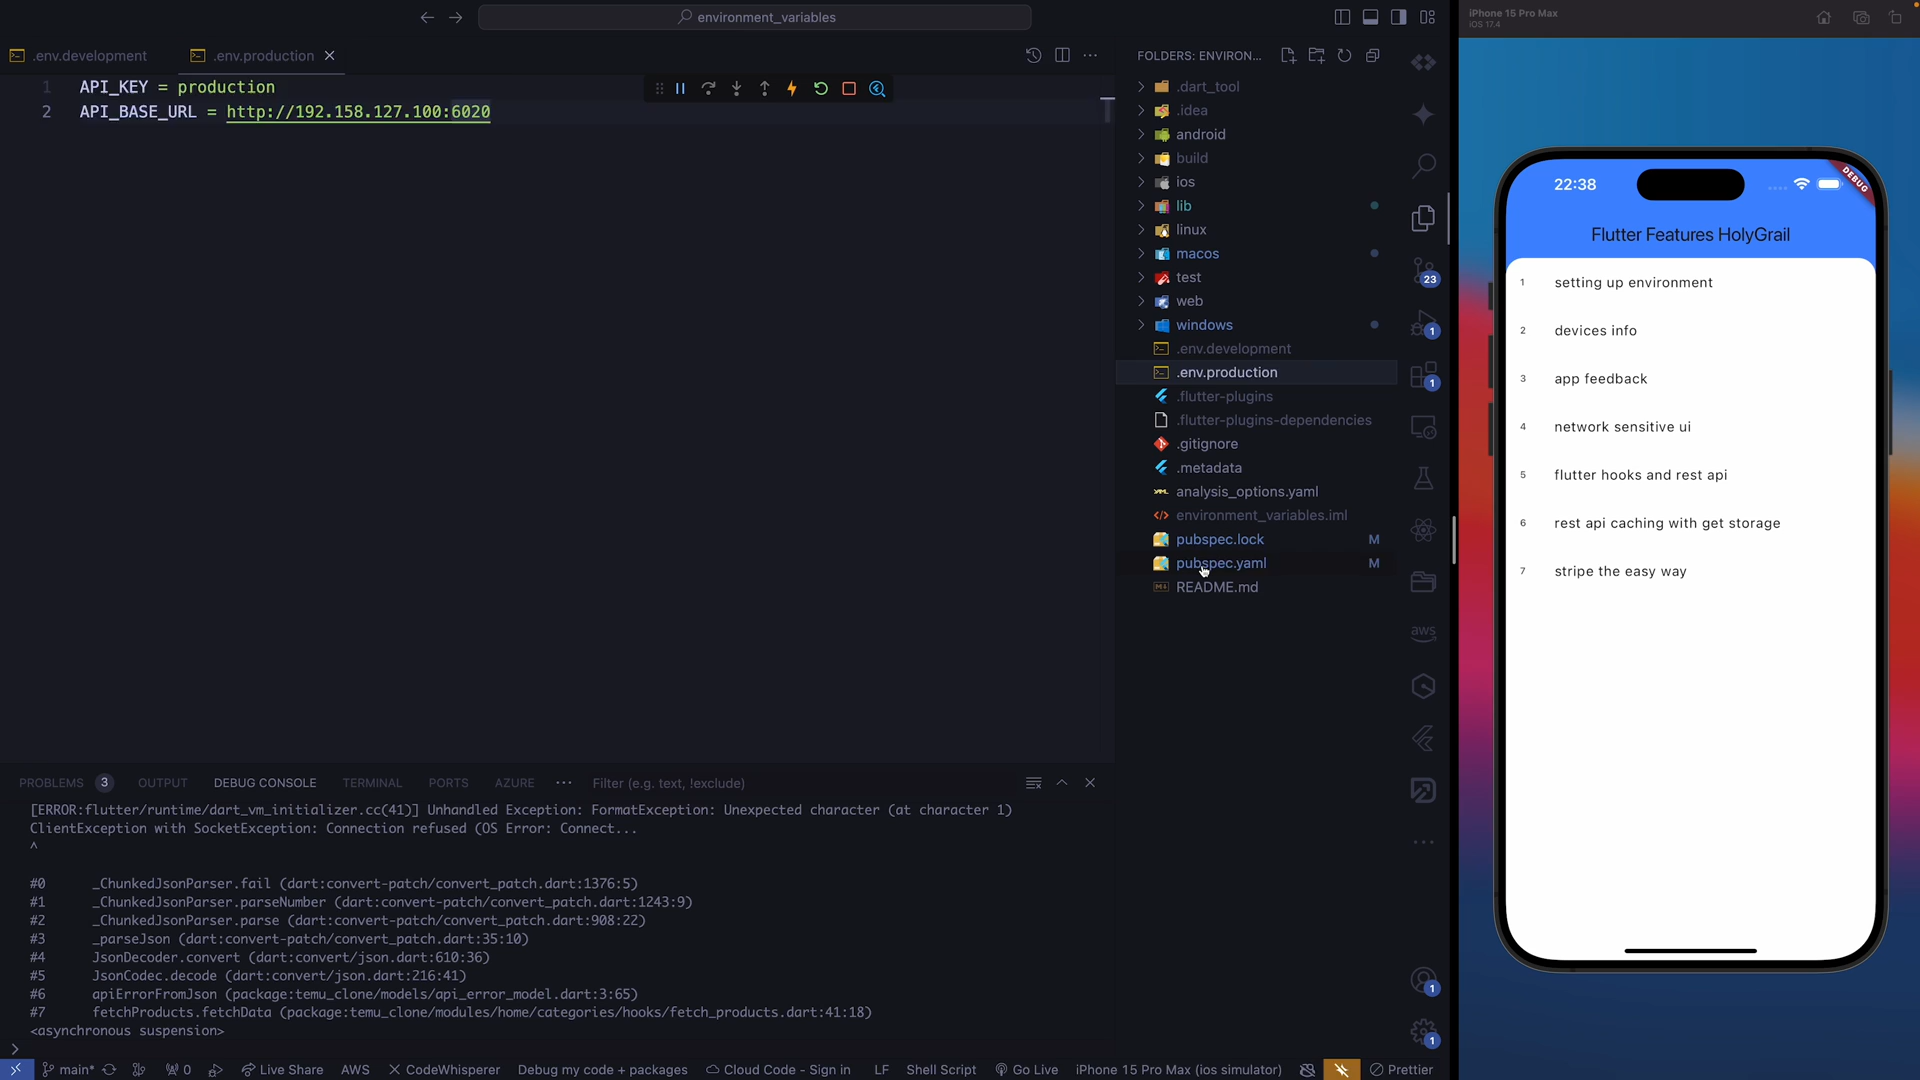 environment_variables
iPhone 15 Pro Max
iOS 17.4
.env.development
.env.production
FOLDERS: ENVIRON...
1 API_KEY = production
2 API_BASE_URL = http://192.158.127.100:6020
.dart_tool
.idea
android
build
ios
lib
linux
macos
test
web
windows
.env.development
.env.production
.flutter-plugins
.flutter-plugins-dependencies
.gitignore
.metadata
analysis_options.yaml
environment_variables.iml
pubspec.lock M
pubspec.yaml M
README.md
23
1
1
aws
1
1
22:38
DEBUG
Flutter Features HolyGrail
1 setting up environment
2 devices info
3 app feedback
4 network sensitive ui
5 flutter hooks and rest api
6 rest api caching with get storage
7 stripe the easy way
PROBLEMS 3 OUTPUT DEBUG CONSOLE TERMINAL PORTS AZURE ... Filter (e.g. text, !exclude)
[ERROR:flutter/runtime/dart_vm_initializer.cc(41)] Unhandled Exception: FormatException: Unexpected character (at character 1)
ClientException with SocketException: Connection refused (OS Error: Connect...
^
#0 _ChunkedJsonParser.fail (dart:convert-patch/convert_patch.dart:1376:5)
#1 _ChunkedJsonParser.parseNumber (dart:convert-patch/convert_patch.dart:1243:9)
#2 _ChunkedJsonParser.parse (dart:convert-patch/convert_patch.dart:908:22)
#3 _parseJson (dart:convert-patch/convert_patch.dart:35:10)
#4 JsonDecoder.convert (dart:convert/json.dart:610:36)
#5 JsonCodec.decode (dart:convert/json.dart:216:41)
#6 apiErrorFromJson (package:temu_clone/models/api_error_model.dart:3:65)
#7 fetchProducts.fetchData (package:temu_clone/modules/home/categories/hooks/fetch_products.dart:41:18)
<asynchronous suspension>
main* 0 Live Share AWS CodeWhisperer Debug my code + packages Cloud Code - Sign in LF Shell Script Go Live iPhone 15 Pro Max (ios simulator) Prettier